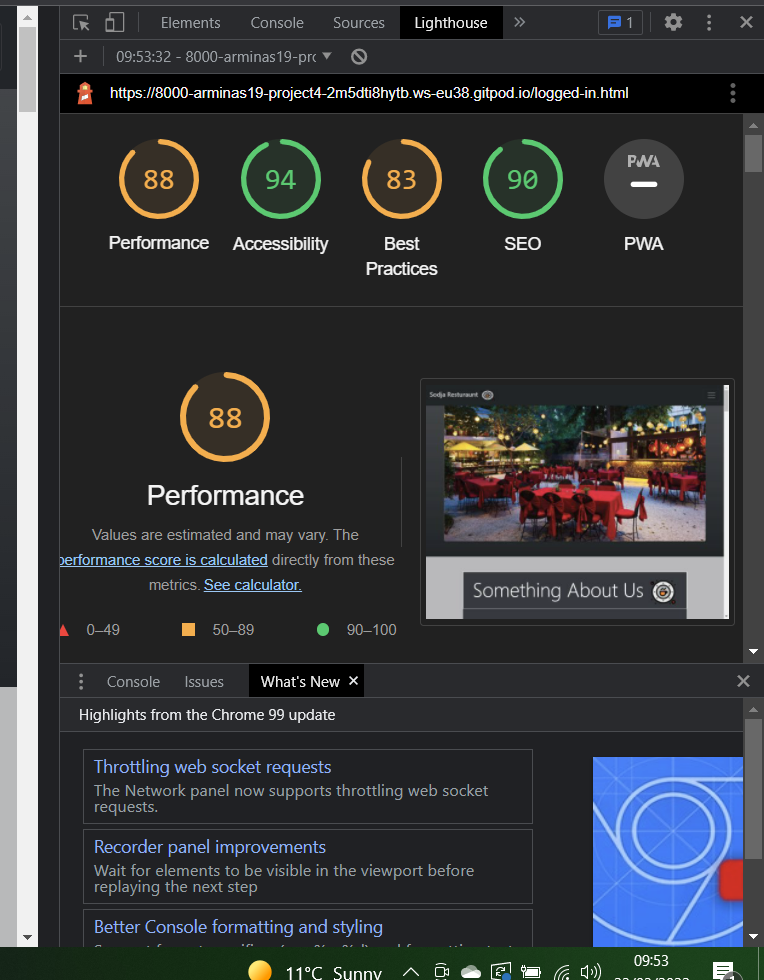 Elements Console Sources Lighthouse 1
09:53:32 - 8000-arminas19-pro
https://8000-arminas19-project4-2m5dti8hytb.ws-eu38.gitpod.io/logged-in.html
88 94 83 90 PWA
Performance Accessibility Best Practices SEO PWA
88
Performance
Values are estimated and may vary. The
performance score is calculated directly from these
metrics. See calculator.
0–49 50–89 90–100
Sodja Resturaunt
Something About Us
Console Issues What's New
Highlights from the Chrome 99 update
Throttling web socket requests
The Network panel now supports throttling web socket
requests.
Recorder panel improvements
Wait for elements to be visible in the viewport before
replaying the next step
Better Console formatting and styling
11°C Sunny
09:53